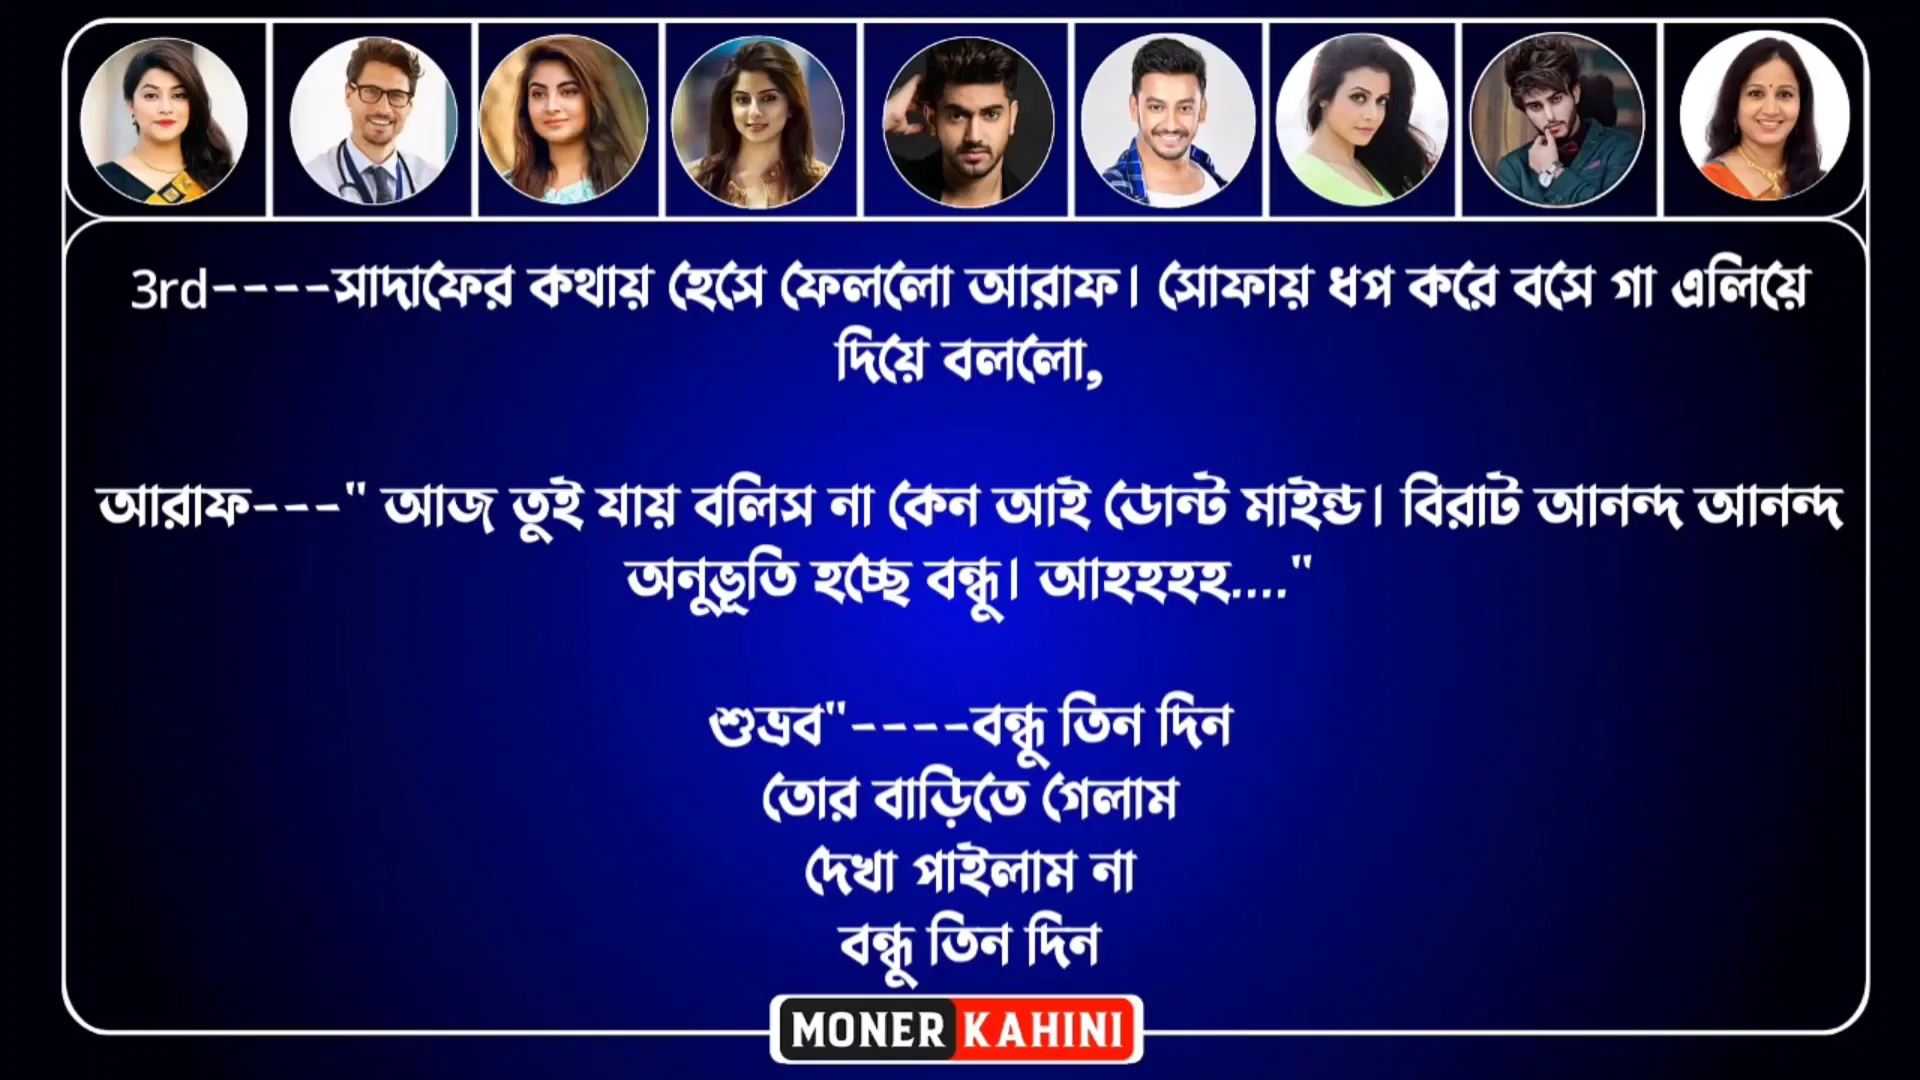 3rd----সাদাফের কথায় হেসে ফেললো আরাফ। সোফায় ধপ করে বসে গা এলিয়ে
দিয়ে বললো,
আরাফ---" আজ তুই যায় বলিস না কেন আই ডোন্ট মাইন্ড। বিরাট আনন্দ আনন্দ
অনুভূতি হচ্ছে বন্ধু। আহহহহ...."
শুভ্রব"----বন্ধু তিন দিন
তোর বাড়িতে গেলাম
দেখা পাইলাম না
বন্ধু তিন দিন
MONER KAHINI